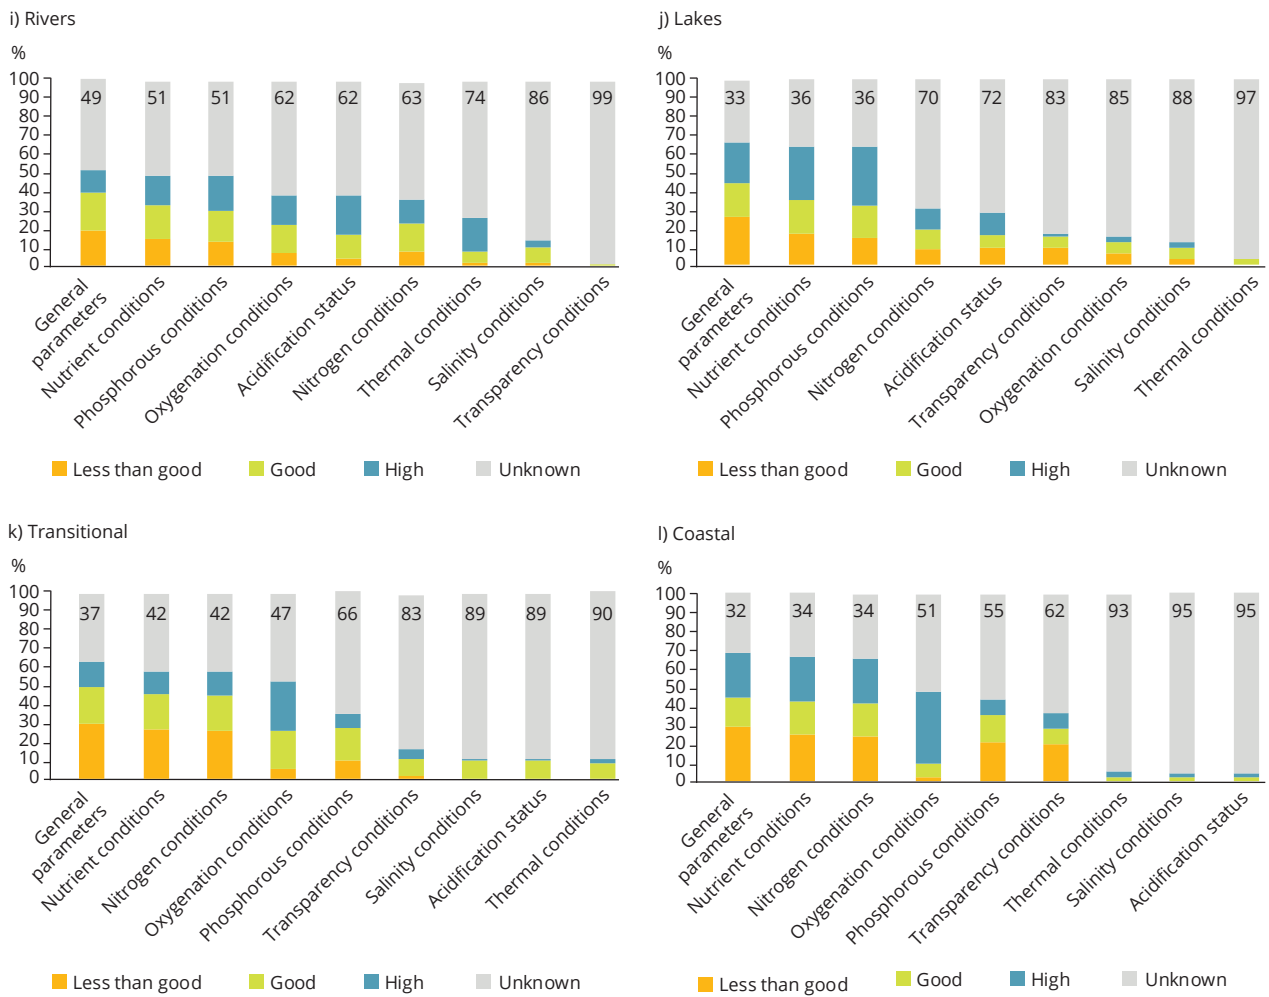 i) Rivers
%
100
90
80
70
60
50
40
30
20
10
0
49 51 51 62 62 63 74 86 99
General
parameters
Nutrient conditions
Phosphorous conditions
Oxygenation conditions
Acidification status
Nitrogen conditions
Thermal conditions
Salinity conditions
Transparency conditions
Less than good Good High Unknown
j) Lakes
%
100
90
80
70
60
50
40
30
20
10
0
33 36 36 70 72 83 85 88 97
General
parameters
Nutrient conditions
Phosphorous conditions
Nitrogen conditions
Acidification status
Transparency conditions
Oxygenation conditions
Salinity conditions
Thermal conditions
Less than good Good High Unknown
k) Transitional
%
100
90
80
70
60
50
40
30
20
10
0
37 42 42 47 66 83 89 89 90
General
parameters
Nutrient conditions
Nitrogen conditions
Oxygenation conditions
Phosphorous conditions
Transparency conditions
Salinity conditions
Acidification status
Thermal conditions
Less than good Good High Unknown
l) Coastal
%
100
90
80
70
60
50
40
30
20
10
0
32 34 34 51 55 62 93 95 95
General
parameters
Nutrient conditions
Nitrogen conditions
Oxygenation conditions
Phosphorous conditions
Transparency conditions
Thermal conditions
Salinity conditions
Acidification status
Less than good Good High Unknown